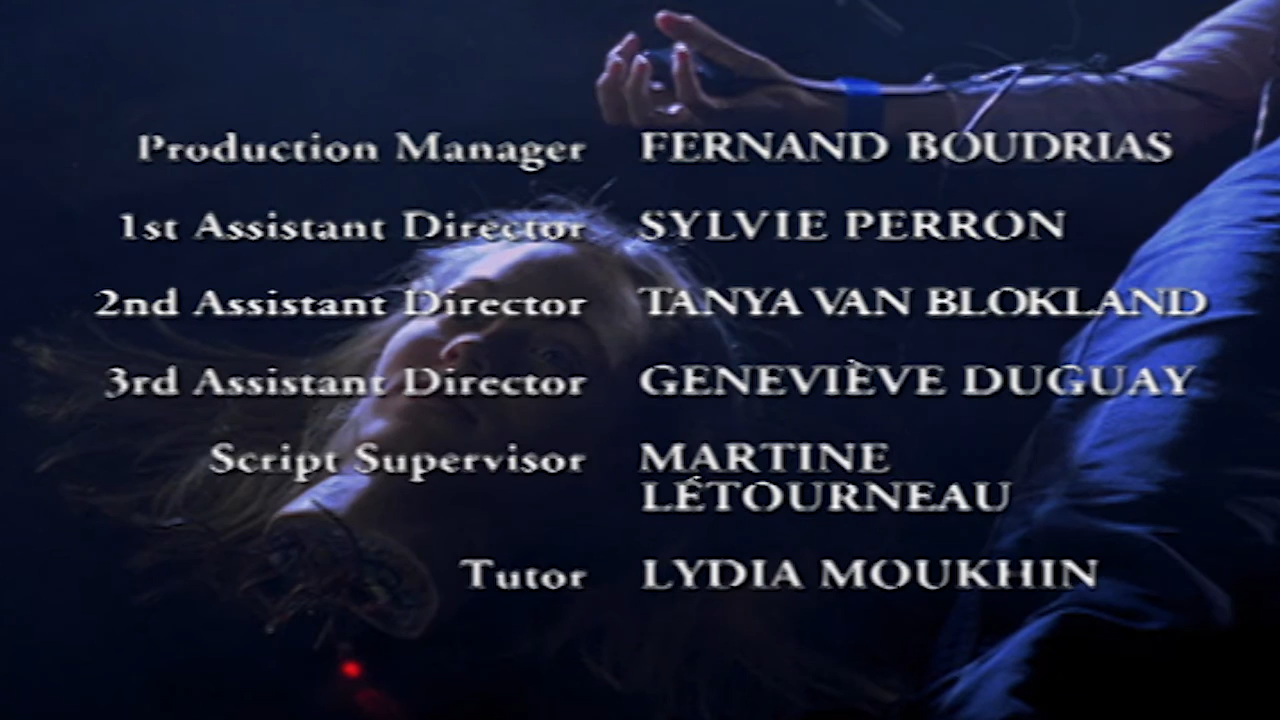 Production Manager FERNAND BOUDRIAS
1st Assistant Director SYLVIE PERRON
2nd Assistant Director TANYA VAN BLOKLAND
3rd Assistant Director GENEVIÈVE DUGUAY
Script Supervisor MARTINE
LÉTOURNEAU
Tutor LYDIA MOUKHIN